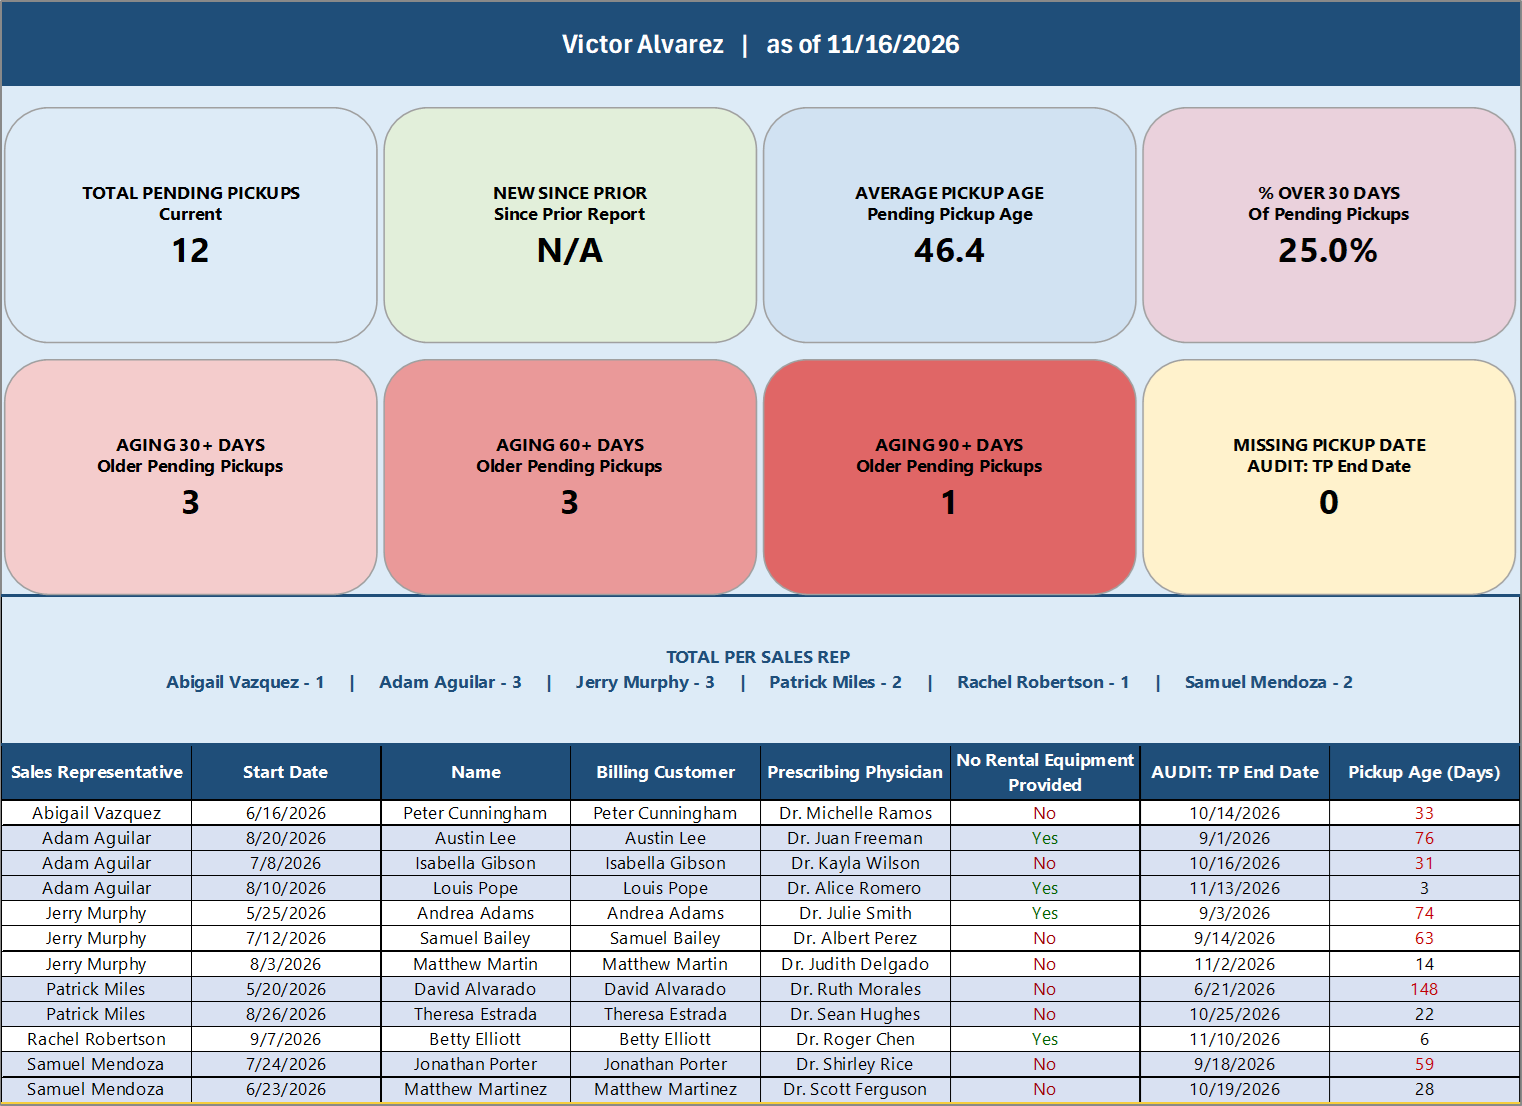 Victor Alvarez | as of 11/16/2026
TOTAL PENDING PICKUPS
Current
12
NEW SINCE PRIOR
Since Prior Report
N/A
AVERAGE PICKUP AGE
Pending Pickup Age
46.4
% OVER 30 DAYS
Of Pending Pickups
25.0%
AGING 30+ DAYS
Older Pending Pickups
3
AGING 60+ DAYS
Older Pending Pickups
3
AGING 90+ DAYS
Older Pending Pickups
1
MISSING PICKUP DATE
AUDIT: TP End Date
0
TOTAL PER SALES REP
Abigail Vazquez - 1 | Adam Aguilar - 3 | Jerry Murphy - 3 | Patrick Miles - 2 | Rachel Robertson - 1 | Samuel Mendoza - 2
Sales Representative Start Date Name Billing Customer Prescribing Physician No Rental Equipment Provided AUDIT: TP End Date Pickup Age (Days)
Abigail Vazquez 6/16/2026 Peter Cunningham Peter Cunningham Dr. Michelle Ramos No 10/14/2026 33
Adam Aguilar 8/20/2026 Austin Lee Austin Lee Dr. Juan Freeman Yes 9/1/2026 76
Adam Aguilar 7/8/2026 Isabella Gibson Isabella Gibson Dr. Kayla Wilson No 10/16/2026 31
Adam Aguilar 8/10/2026 Louis Pope Louis Pope Dr. Alice Romero Yes 11/13/2026 3
Jerry Murphy 5/25/2026 Andrea Adams Andrea Adams Dr. Julie Smith Yes 9/3/2026 74
Jerry Murphy 7/12/2026 Samuel Bailey Samuel Bailey Dr. Albert Perez No 9/14/2026 63
Jerry Murphy 8/3/2026 Matthew Martin Matthew Martin Dr. Judith Delgado No 11/2/2026 14
Patrick Miles 5/20/2026 David Alvarado David Alvarado Dr. Ruth Morales No 6/21/2026 148
Patrick Miles 8/26/2026 Theresa Estrada Theresa Estrada Dr. Sean Hughes No 10/25/2026 22
Rachel Robertson 9/7/2026 Betty Elliott Betty Elliott Dr. Roger Chen Yes 11/10/2026 6
Samuel Mendoza 7/24/2026 Jonathan Porter Jonathan Porter Dr. Shirley Rice No 9/18/2026 59
Samuel Mendoza 6/23/2026 Matthew Martinez Matthew Martinez Dr. Scott Ferguson No 10/19/2026 28